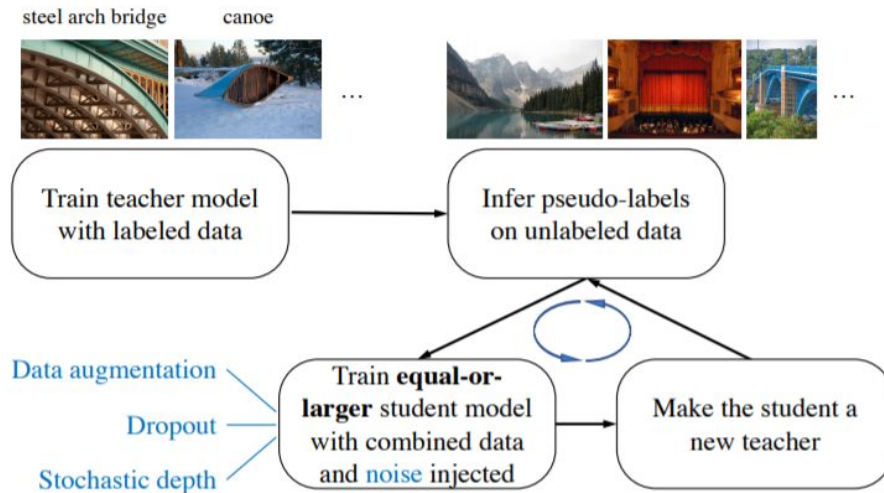 steel arch bridge
canoe
...
...
Train teacher model
with labeled data
Infer pseudo-labels
on unlabeled data
Data augmentation
Dropout
Stochastic depth
Train equal-or-
larger student model
with combined data
and noise injected
Make the student a
new teacher